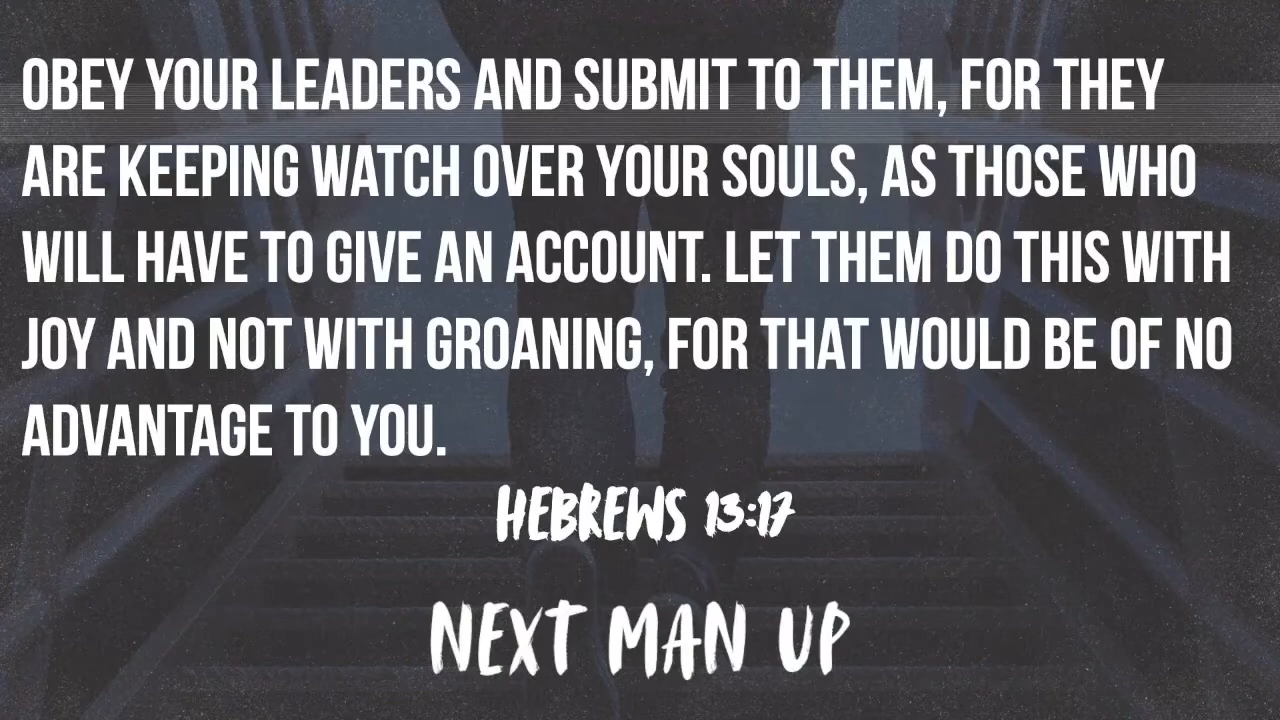 OBEY YOUR LEADERS AND SUBMIT TO THEM, FOR THEY
ARE KEEPING WATCH OVER YOUR SOULS, AS THOSE WHO
WILL HAVE TO GIVE AN ACCOUNT. LET THEM DO THIS WITH
JOY AND NOT WITH GROANING, FOR THAT WOULD BE OF NO
ADVANTAGE TO YOU.
HEBREWS 13:17
NEXT MAN UP